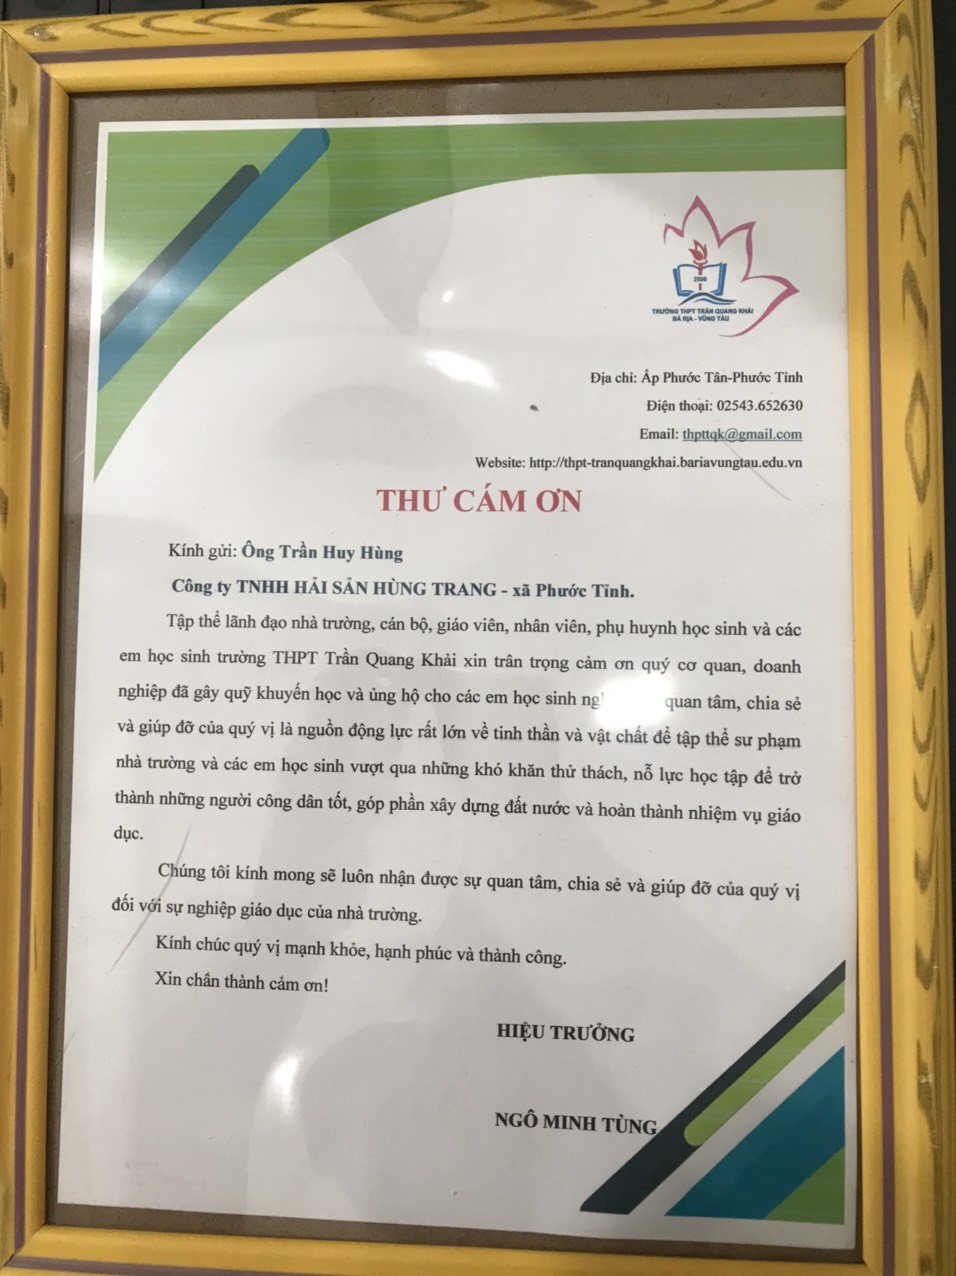 2006
TRƯỜNG THPT TRẦN QUANG KHẢI
BÀ RỊA - VŨNG TÀU
Địa chỉ: Ấp Phước Tân-Phước Tỉnh
Điện thoại: 02543.652630
Email: thpttqk@gmail.com
Website: http://thpt-tranquangkhai.bariavungtau.edu.vn
THƯ CÁM ƠN
Kính gửi: Ông Trần Huy Hùng
Công ty TNHH HẢI SẢN HÙNG TRANG - xã Phước Tỉnh.
Tập thể lãnh đạo nhà trường, cán bộ, giáo viên, nhân viên, phụ huynh học sinh và các
em học sinh trường THPT Trần Quang Khải xin trân trọng cảm ơn quý cơ quan, doanh
nghiệp đã gây quỹ khuyến học và ủng hộ cho các em học sinh quan tâm, chia sẻ
và giúp đỡ của quý vị là nguồn động lực rất lớn về tinh thần và vật chất để tập thể sư phạm
nhà trường và các em học sinh vượt qua những khó khăn thử thách, nỗ lực học tập để trở
thành những người công dân tốt, góp phần xây dựng đất nước và hoàn thành nhiệm vụ giáo
dục.
Chúng tôi kính mong sẽ luôn nhận được sự quan tâm, chia sẻ và giúp đỡ của quý vị
đối với sự nghiệp giáo dục của nhà trường.
Kính chúc quý vị mạnh khỏe, hạnh phúc và thành công.
Xin chân thành cảm ơn!
HIỆU TRƯỞNG
NGÔ MINH TÙNG